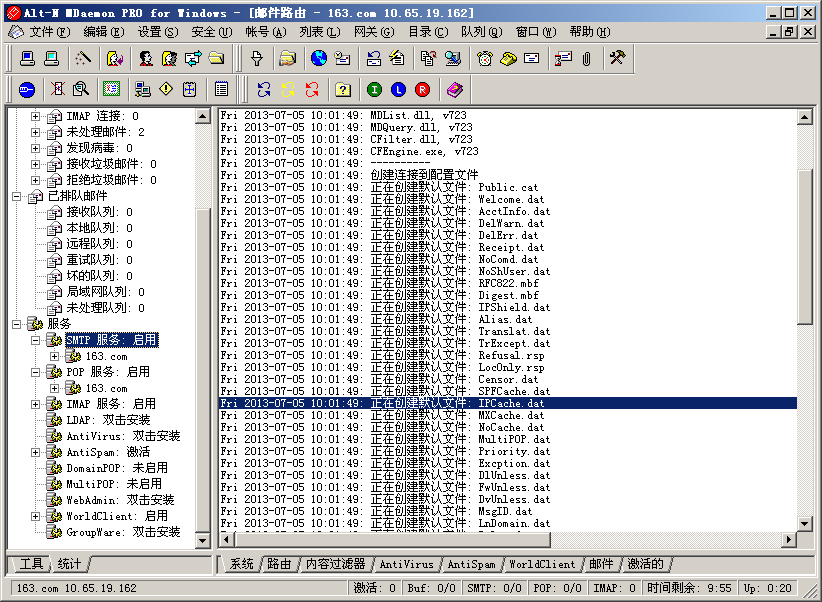 Alt-N MDaemon PRO for Windows - [邮件路由 - 163.com 10.65.19.162]
文件(F) 编辑(E) 设置(S) 安全(U) 帐号(A) 列表(L) 网关(G) 目录(C) 队列(Q) 窗口(W) 帮助(H)
IMAP 连接: 0
未处理邮件: 2
发现病毒: 0
接收垃圾邮件: 0
拒绝垃圾邮件: 0
已排队邮件
接收队列: 0
本地队列: 0
远程队列: 0
重试队列: 0
坏的队列: 0
局域网队列: 0
未处理队列: 0
服务
SMTP 服务: 启用
163.com
POP 服务: 启用
163.com
IMAP 服务: 启用
LDAP: 双击安装
AntiVirus: 双击安装
AntiSpam: 激活
DomainPOP: 未启用
MultiPOP: 未启用
WebAdmin: 双击安装
WorldClient: 启用
GroupWare: 双击安装
工具 统计
Fri 2013-07-05 10:01:49: MDList.dll, v723
Fri 2013-07-05 10:01:49: MDQuery.dll, v723
Fri 2013-07-05 10:01:49: CFilter.dll, v723
Fri 2013-07-05 10:01:49: CFEngine.exe, v723
Fri 2013-07-05 10:01:49: ----------
Fri 2013-07-05 10:01:49: 创建连接到配置文件
Fri 2013-07-05 10:01:49: 正在创建默认文件: Public.cat
Fri 2013-07-05 10:01:49: 正在创建默认文件: Welcome.dat
Fri 2013-07-05 10:01:49: 正在创建默认文件: AcctInfo.dat
Fri 2013-07-05 10:01:49: 正在创建默认文件: DelWarn.dat
Fri 2013-07-05 10:01:49: 正在创建默认文件: DelErr.dat
Fri 2013-07-05 10:01:49: 正在创建默认文件: Receipt.dat
Fri 2013-07-05 10:01:49: 正在创建默认文件: NoComd.dat
Fri 2013-07-05 10:01:49: 正在创建默认文件: NoShUser.dat
Fri 2013-07-05 10:01:49: 正在创建默认文件: RFC822.mbf
Fri 2013-07-05 10:01:49: 正在创建默认文件: Digest.mbf
Fri 2013-07-05 10:01:49: 正在创建默认文件: IPShield.dat
Fri 2013-07-05 10:01:49: 正在创建默认文件: Alias.dat
Fri 2013-07-05 10:01:49: 正在创建默认文件: Translat.dat
Fri 2013-07-05 10:01:49: 正在创建默认文件: TrExcept.dat
Fri 2013-07-05 10:01:49: 正在创建默认文件: Refusal.rsp
Fri 2013-07-05 10:01:49: 正在创建默认文件: LocOnly.rsp
Fri 2013-07-05 10:01:49: 正在创建默认文件: Censor.dat
Fri 2013-07-05 10:01:49: 正在创建默认文件: SPFCache.dat
Fri 2013-07-05 10:01:49: 正在创建默认文件: IPCache.dat
Fri 2013-07-05 10:01:49: 正在创建默认文件: MXCache.dat
Fri 2013-07-05 10:01:49: 正在创建默认文件: NoCache.dat
Fri 2013-07-05 10:01:49: 正在创建默认文件: MultiPOP.dat
Fri 2013-07-05 10:01:49: 正在创建默认文件: Priority.dat
Fri 2013-07-05 10:01:49: 正在创建默认文件: Excption.dat
Fri 2013-07-05 10:01:49: 正在创建默认文件: DlUnless.dat
Fri 2013-07-05 10:01:49: 正在创建默认文件: FwUnless.dat
Fri 2013-07-05 10:01:49: 正在创建默认文件: DvUnless.dat
Fri 2013-07-05 10:01:49: 正在创建默认文件: MsgID.dat
Fri 2013-07-05 10:01:49: 正在创建默认文件: LnDomain.dat
系统 路由 内容过滤器 AntiVirus AntiSpam WorldClient 邮件 激活的
163.com 10.65.19.162 激活: 0 Buf: 0/0 SMTP: 0/0 POP: 0/0 IMAP: 0 时间剩余: 9:55 Up: 0:20